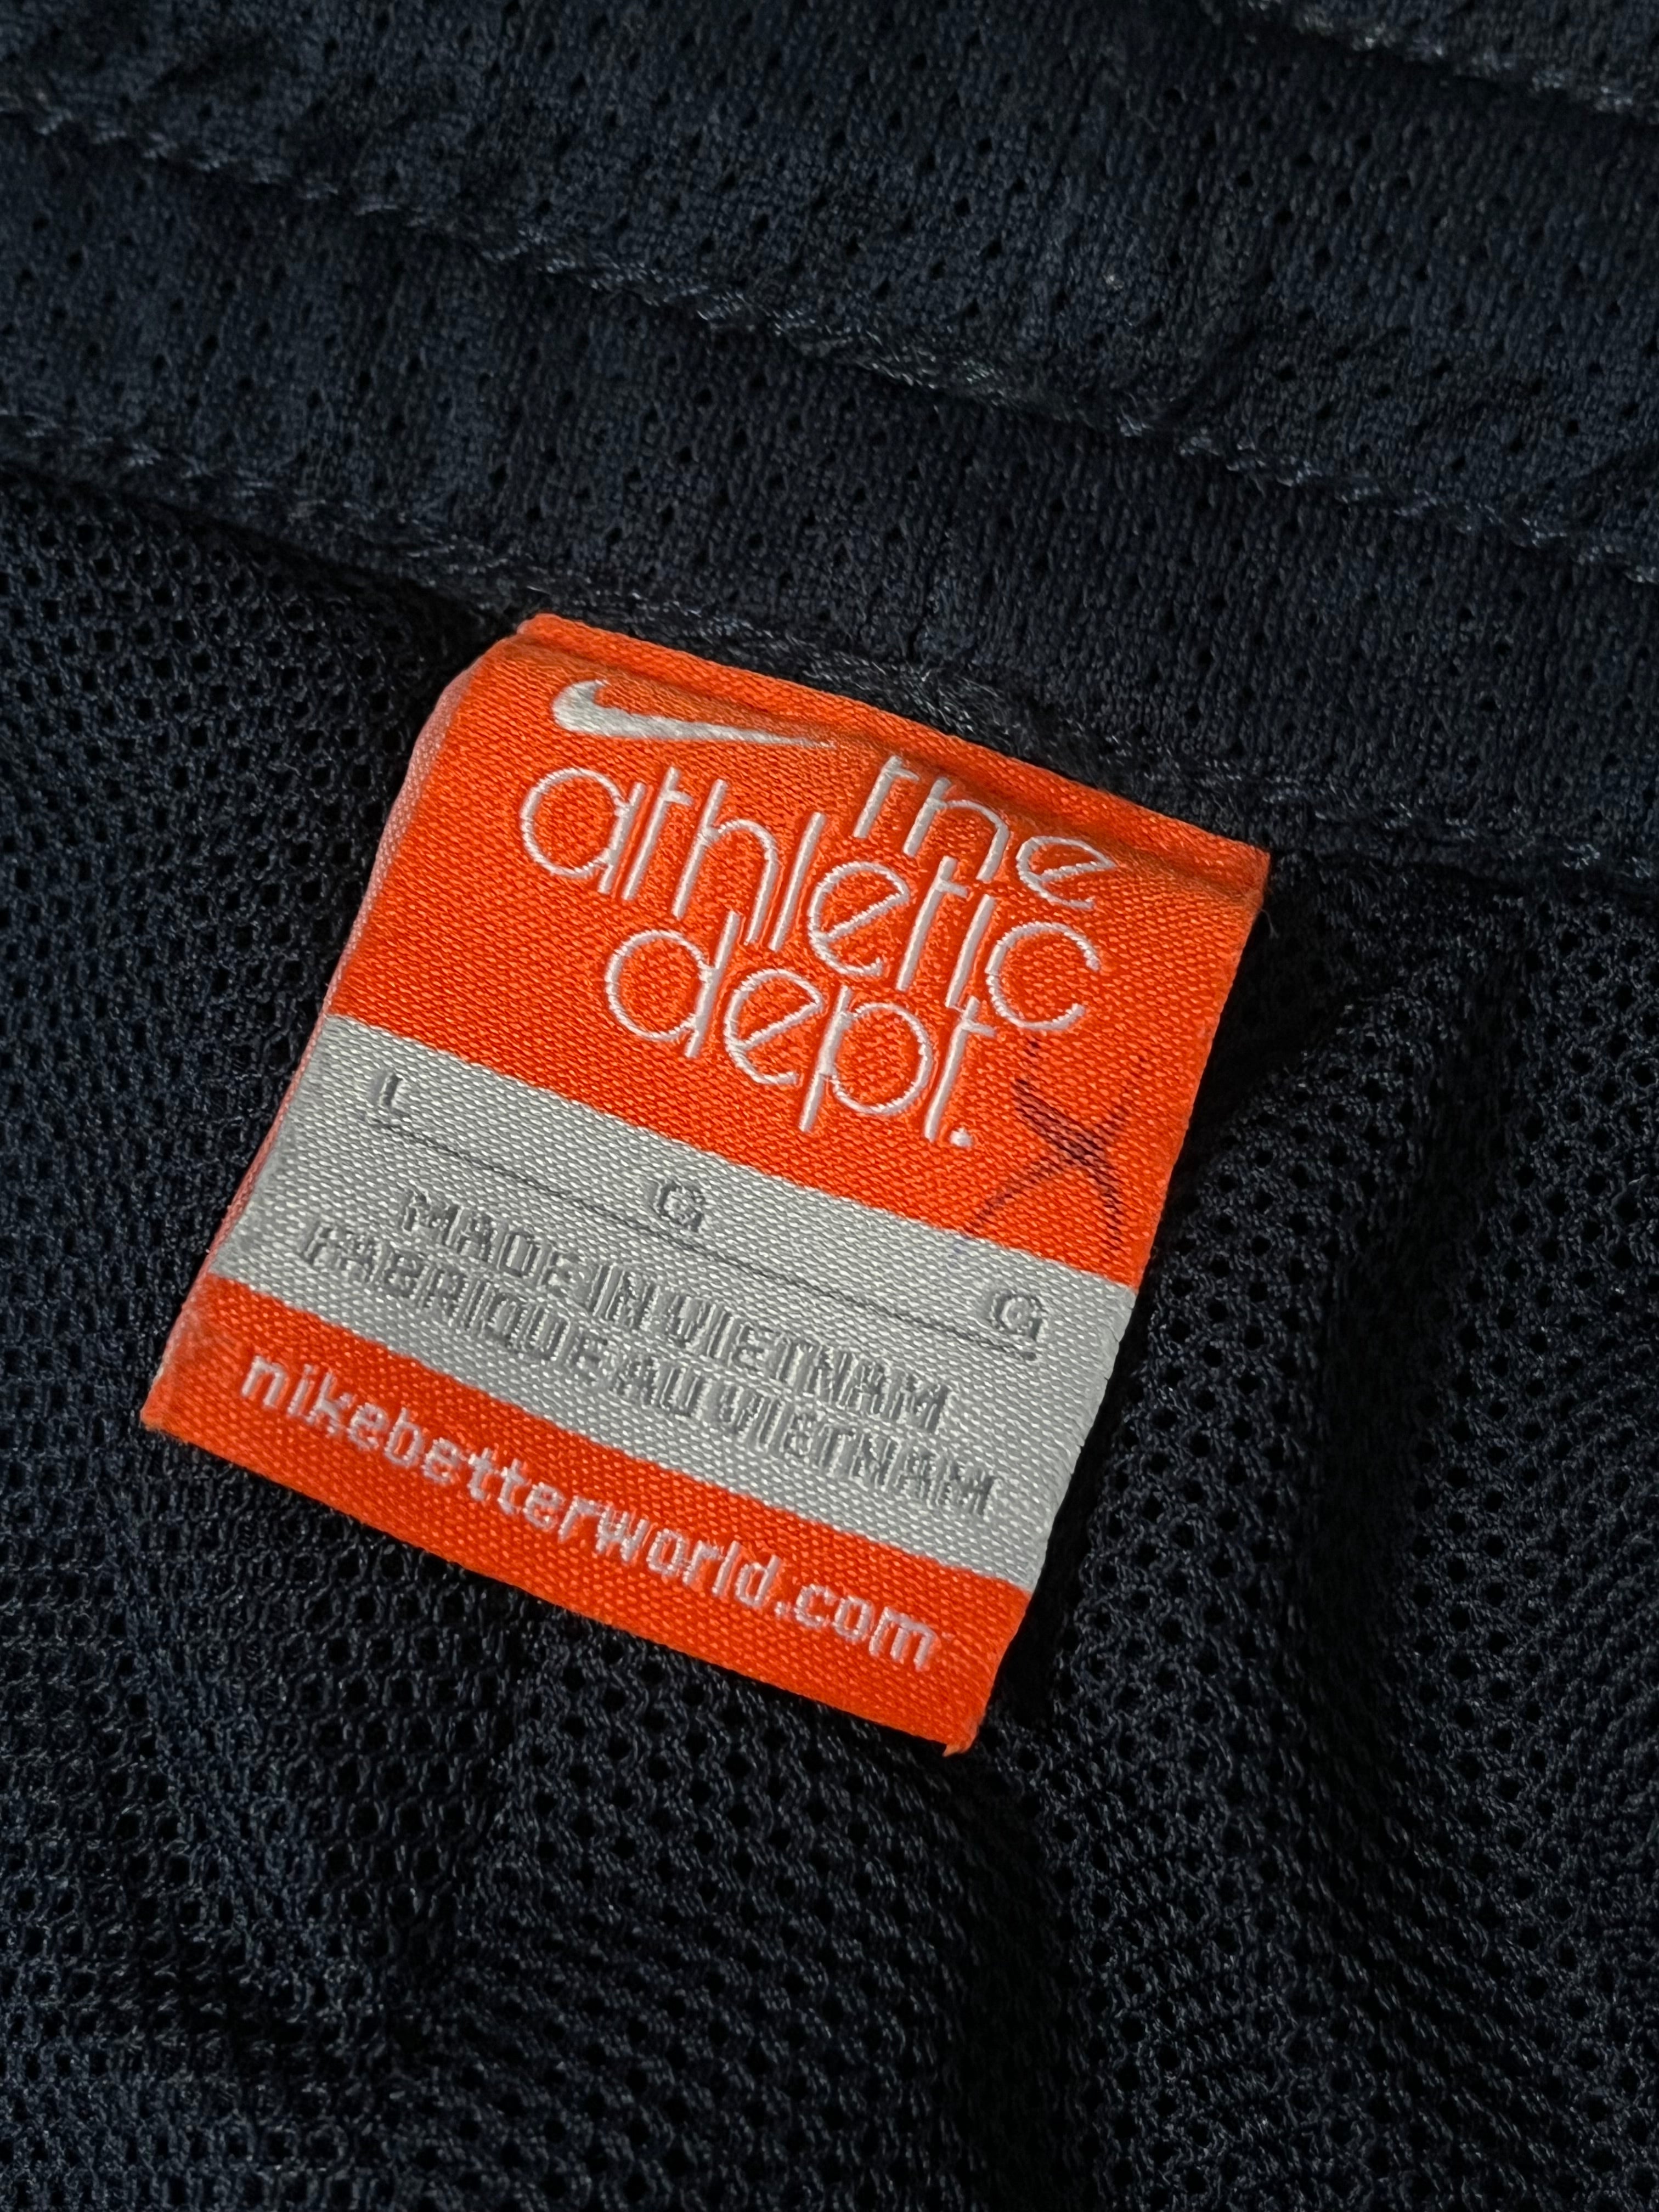 the
athletic
dept.
L G G
MADE IN VIETNAM
FABRIQUE AU VIETNAM
nikebetterworld.com